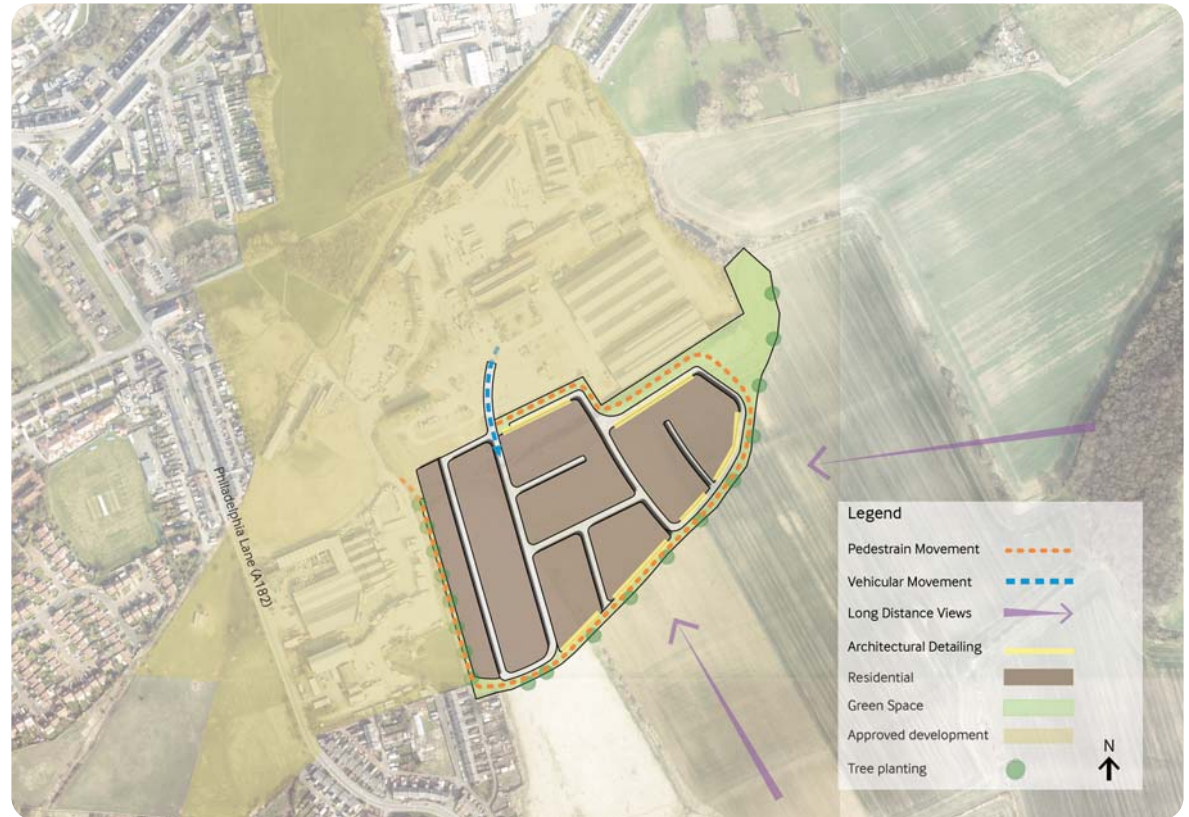 Philadelphia Lane (A182)
Legend
Pedestrain Movement
Vehicular Movement
Long Distance Views
Architectural Detailing
Residential
Green Space
Approved development
Tree planting
N